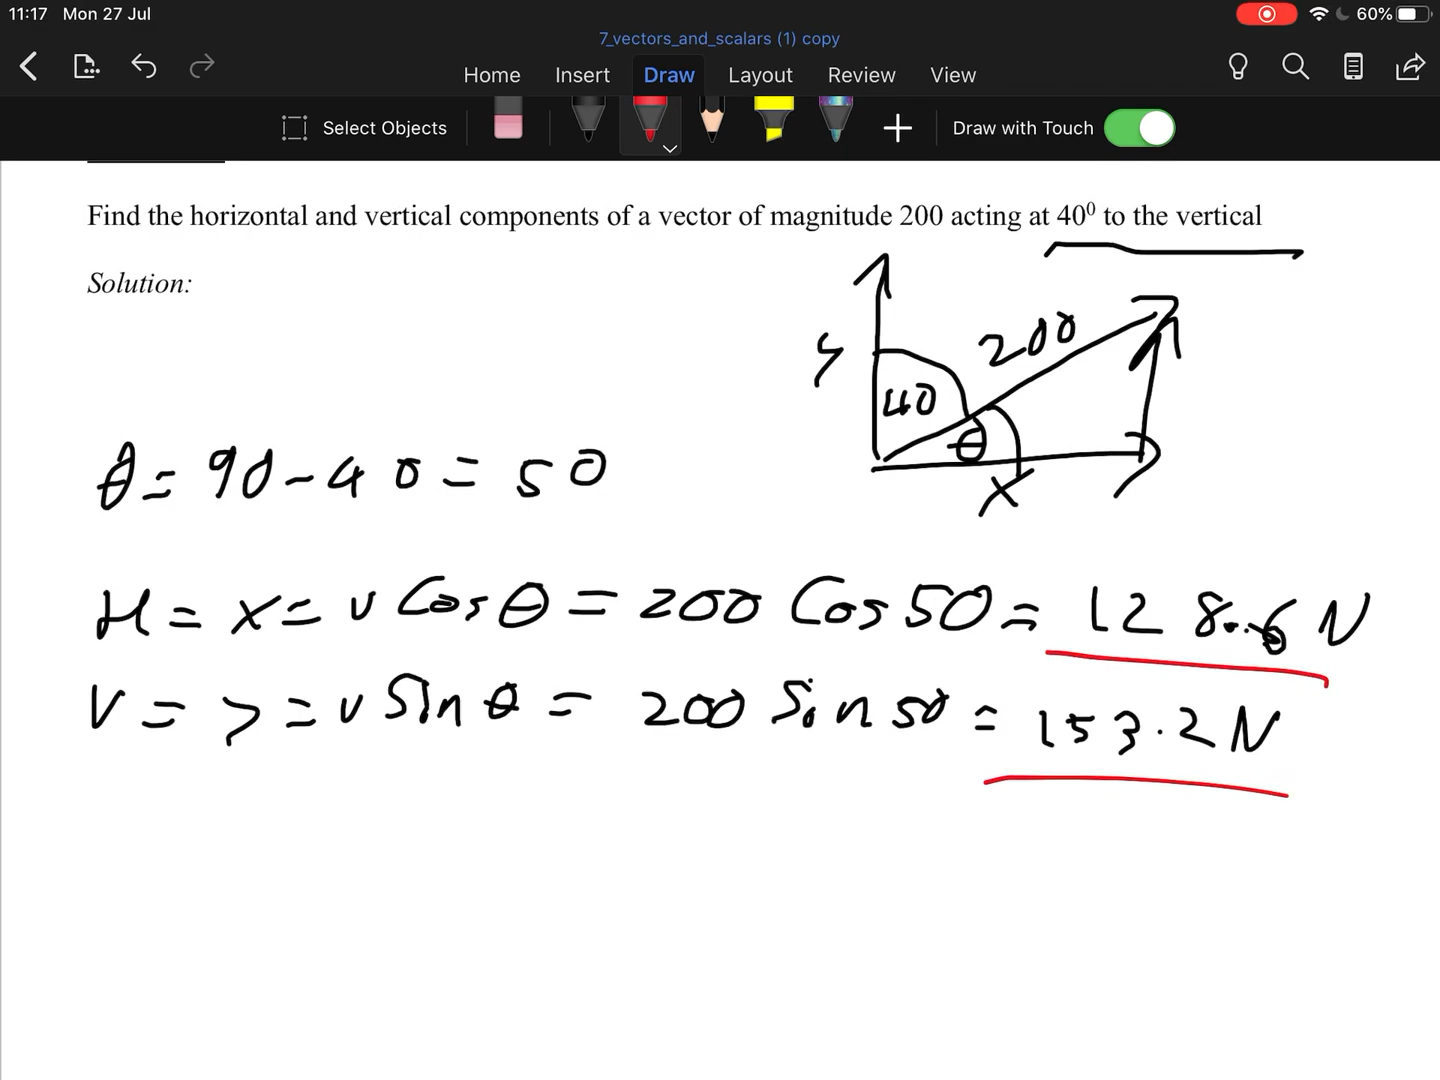 11:17 Mon 27 Jul
60%
7_vectors_and_scalars (1) copy
Home Insert Draw Layout Review View
Select Objects
Draw with Touch
Find the horizontal and vertical components of a vector of magnitude 200 acting at 40⁰ to the vertical
Solution:
y
200
40
θ
x
θ = 90 - 40 = 50
H = x = v Cos θ = 200 Cos 50 = 128.6 N
V = y = v Sin θ = 200 Sin 50 = 153.2 N